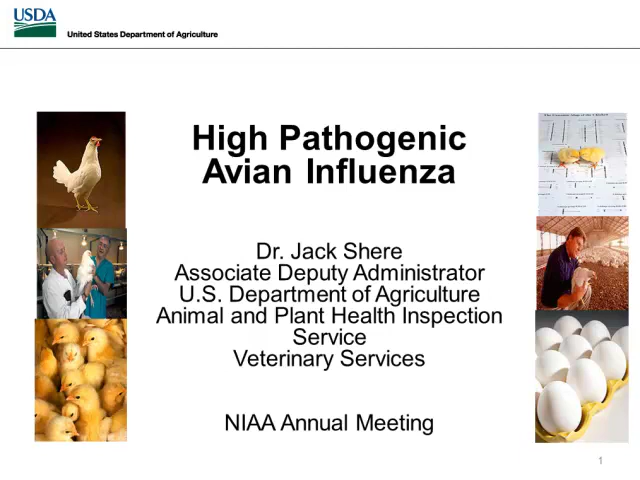 USDA
United States Department of Agriculture
High Pathogenic
Avian Influenza
Dr. Jack Shere
Associate Deputy Administrator
U.S. Department of Agriculture
Animal and Plant Health Inspection
Service
Veterinary Services
NIAA Annual Meeting
1